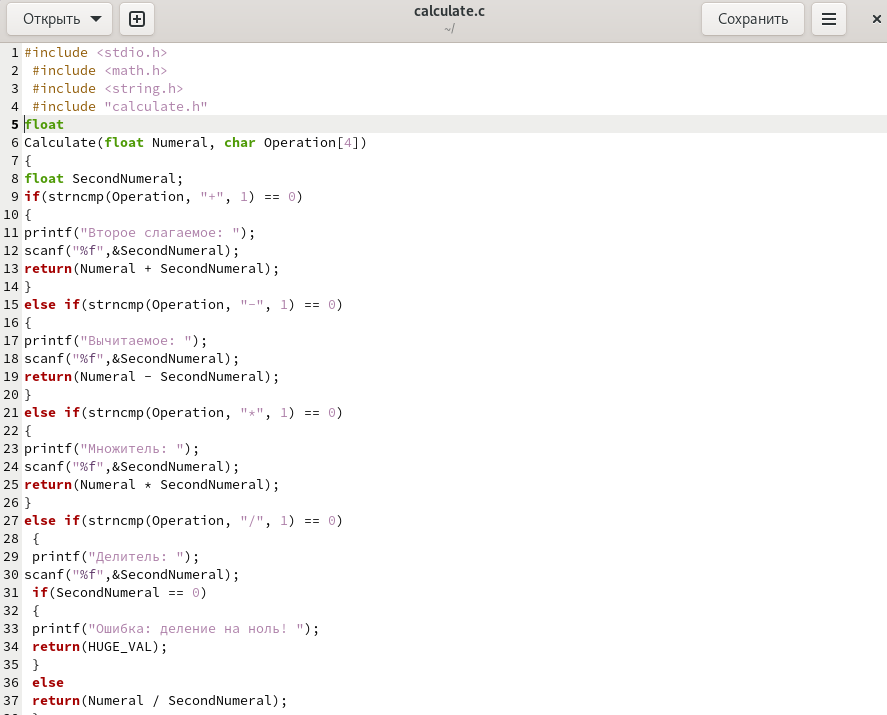 Открыть
calculate.c
~/
Сохранить
1 #include <stdio.h>
2 #include <math.h>
3 #include <string.h>
4 #include "calculate.h"
5 float
6 Calculate(float Numeral, char Operation[4])
7 {
8 float SecondNumeral;
9 if(strncmp(Operation, "+", 1) == 0)
10 {
11 printf("Второе слагаемое: ");
12 scanf("%f",&SecondNumeral);
13 return(Numeral + SecondNumeral);
14 }
15 else if(strncmp(Operation, "-", 1) == 0)
16 {
17 printf("Вычитаемое: ");
18 scanf("%f",&SecondNumeral);
19 return(Numeral - SecondNumeral);
20 }
21 else if(strncmp(Operation, "*", 1) == 0)
22 {
23 printf("Множитель: ");
24 scanf("%f",&SecondNumeral);
25 return(Numeral * SecondNumeral);
26 }
27 else if(strncmp(Operation, "/", 1) == 0)
28 {
29 printf("Делитель: ");
30 scanf("%f",&SecondNumeral);
31 if(SecondNumeral == 0)
32 {
33 printf("Ошибка: деление на ноль! ");
34 return(HUGE_VAL);
35 }
36 else
37 return(Numeral / SecondNumeral);